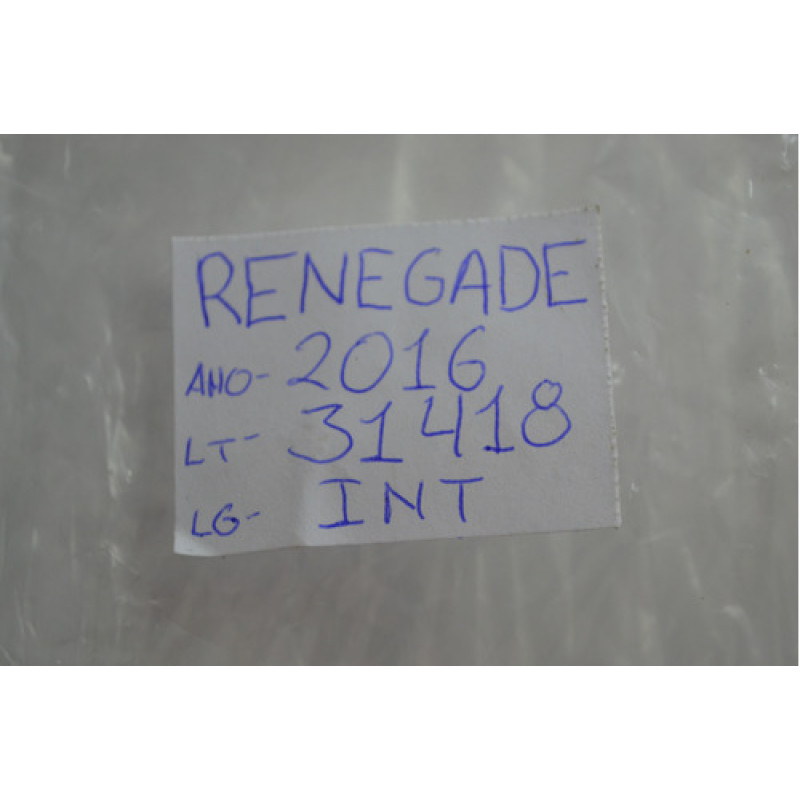 RENEGADE
ANO- 2016
LT- 31418
LG- INT